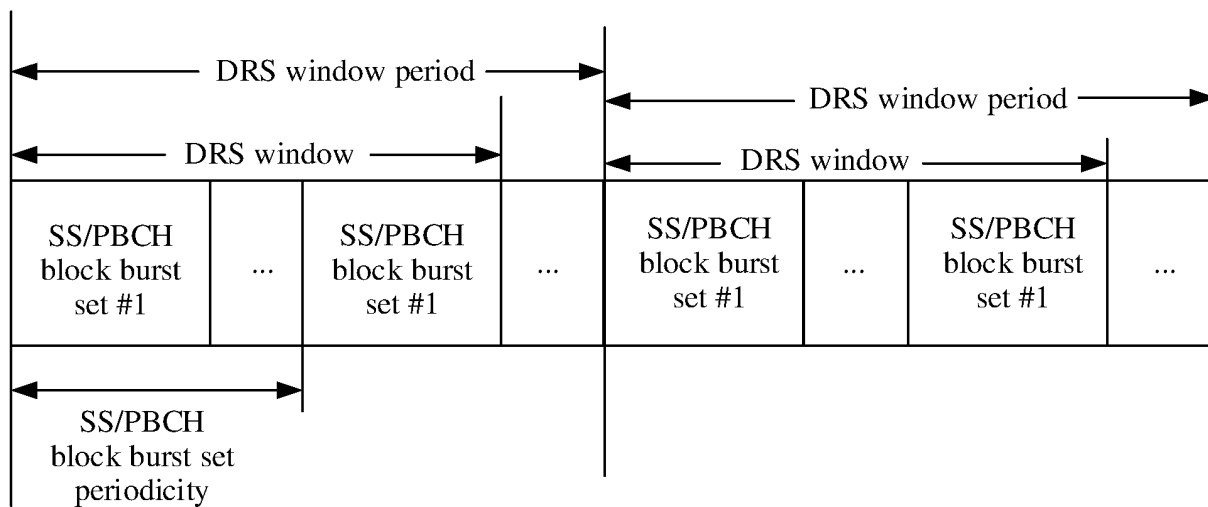 DRS window period
DRS window period
DRS window
DRS window
SS/PBCH
block burst
set #1
...
SS/PBCH
block burst
set #1
...
SS/PBCH
block burst
set #1
...
SS/PBCH
block burst
set #1
...
SS/PBCH
block burst set
periodicity